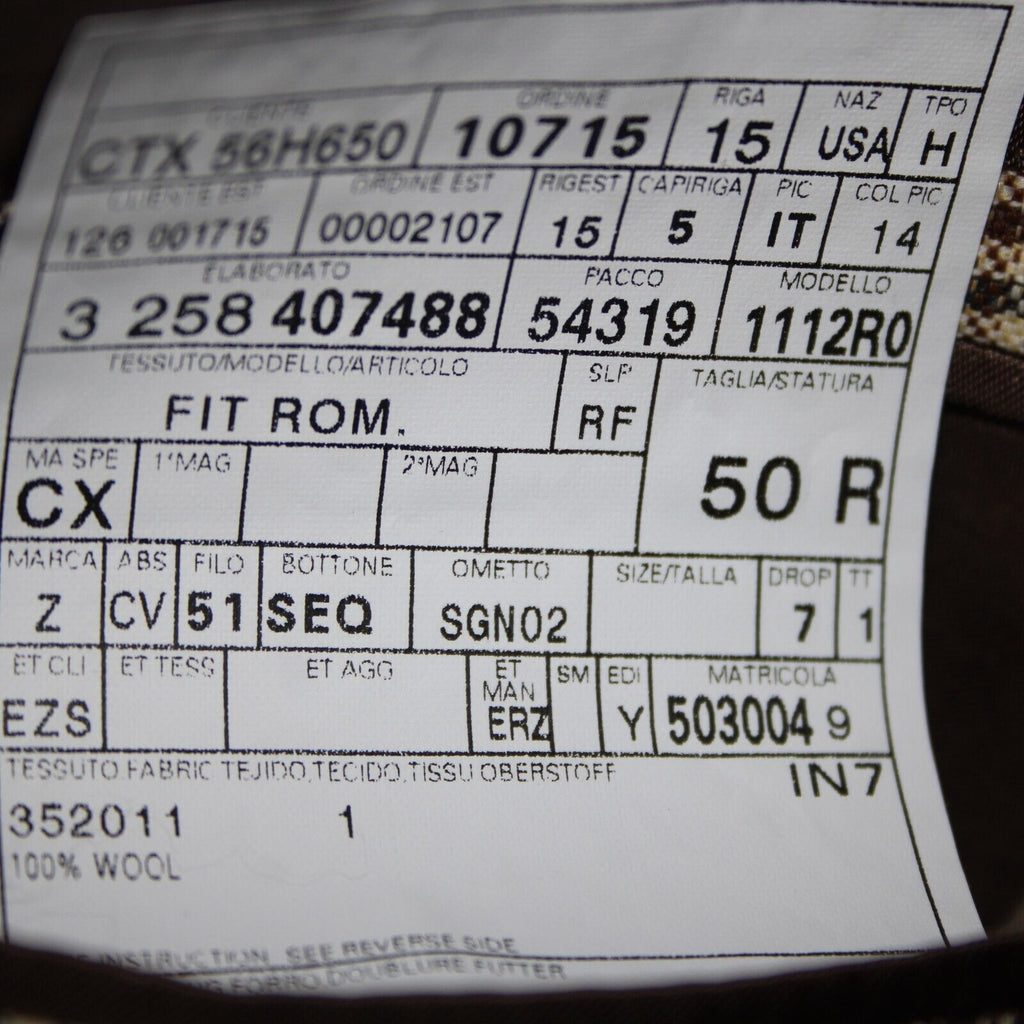 CLIENTE ORDINE RIGA NAZ TPO
CTX 56H650 10715 15 USA H
CLIENTE EST ORDINE EST RIGEST CAPIRIGA PIC COL PIC
126 001715 00002107 15 5 IT 14
ELABORATO PACCO MODELLO
3 258 407488 54319 1112R0
TESSUTO/MODELLO/ARTICOLO SLP TAGLIA/STATURA
FIT ROM. RF
50 R
MA SPE 1ªMAG 2ªMAG
CX
MARCA ABS FILO BOTTONE OMETTO SIZE/TALLA DROP TT
Z CV 51 SEQ SGN02 7 1
ET CLI ET TESS ET AGG ET MAN SM EDI MATRICOLA
EZS ERZ Y 503004 9
TESSUTO,FABRIC TEJIDO,TECIDO,TISSU OBERSTOFF IN7
352011 1
100% WOOL
INSTRUCTION SEE REVERSE SIDE
FORRO DOUBLURE FUTTER